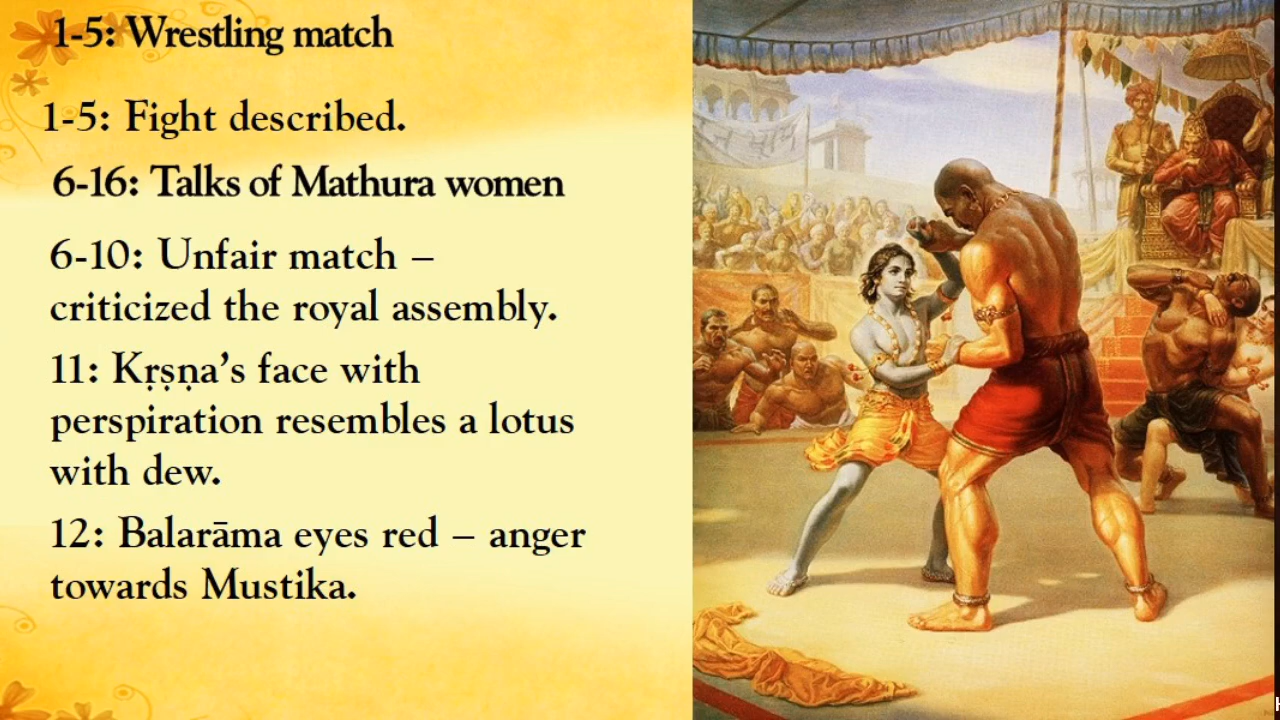 1-5: Wrestling match
1-5: Fight described.
6-16: Talks of Mathura women
6-10: Unfair match –
criticized the royal assembly.
11: Kṛṣṇa’s face with
perspiration resembles a lotus
with dew.
12: Balarāma eyes red – anger
towards Mustika.